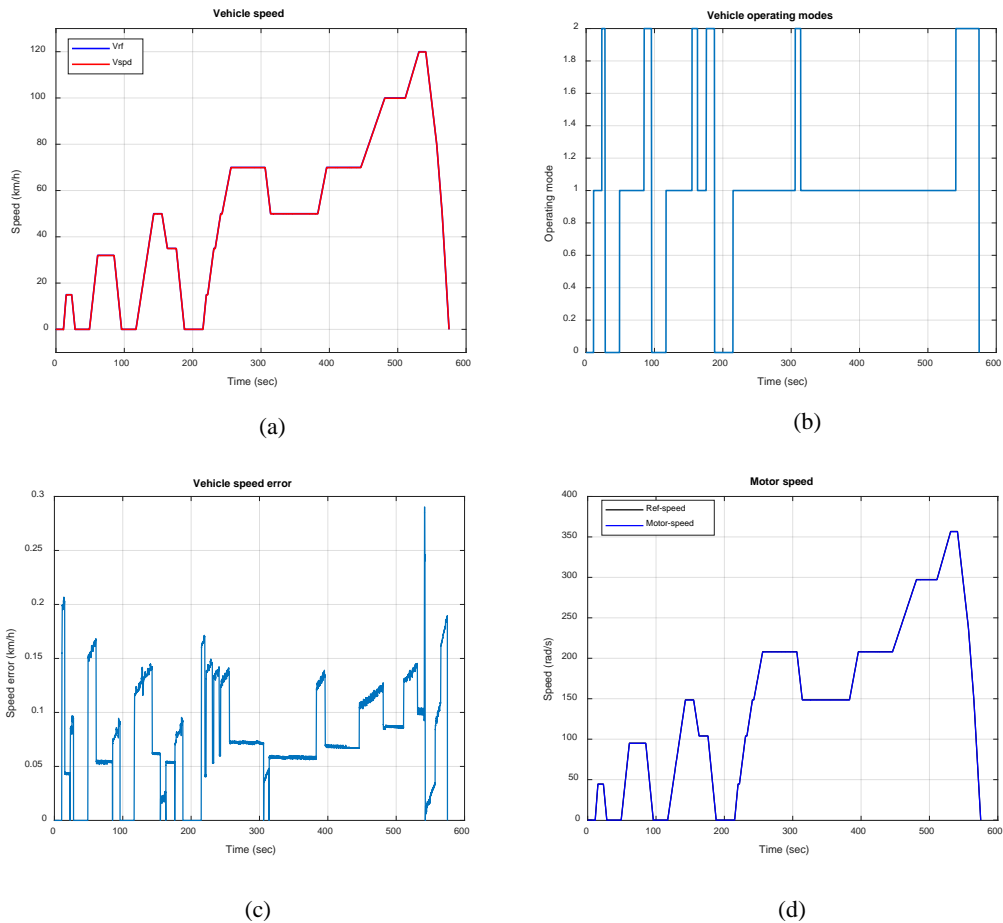 Vehicle speed
Vrf
Vspd
120
100
80
60
40
20
0
Speed (km/h)
0 100 200 300 400 500 600
Time (sec)
(a)
Vehicle operating modes
2
1.8
1.6
1.4
1.2
1
0.8
0.6
0.4
0.2
0
Operating mode
0 100 200 300 400 500 600
Time (sec)
(b)
Vehicle speed error
0.3
0.25
0.2
0.15
0.1
0.05
0
Speed error (km/h)
0 100 200 300 400 500 600
Time (sec)
(c)
Motor speed
Ref-speed
Motor-speed
400
350
300
250
200
150
100
50
0
Speed (rad/s)
0 100 200 300 400 500 600
Time (sec)
(d)